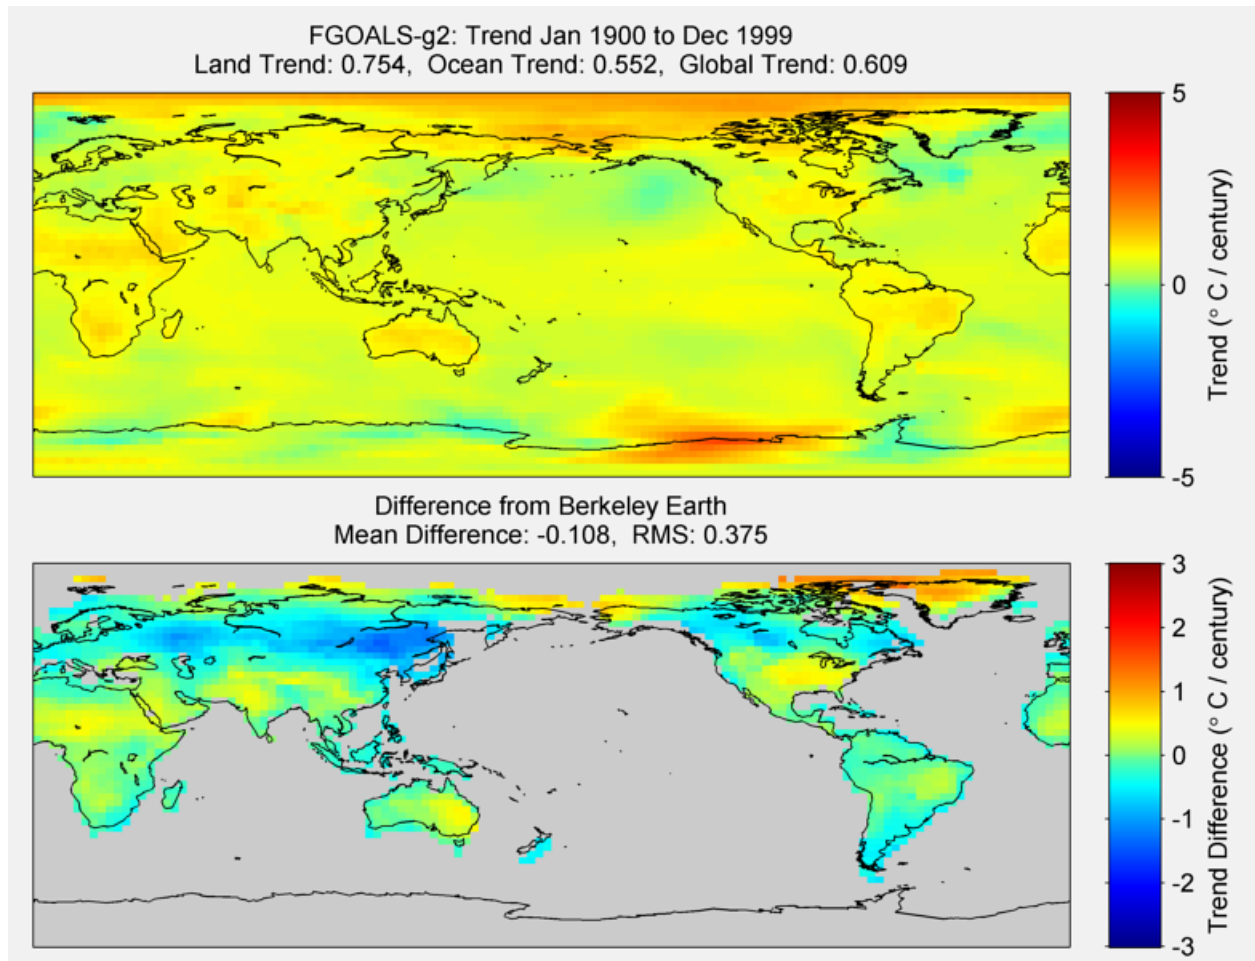 FGOALS-g2: Trend Jan 1900 to Dec 1999
Land Trend: 0.754,  Ocean Trend: 0.552,  Global Trend: 0.609
5
0
-5
Trend (° C / century)
Difference from Berkeley Earth
Mean Difference: -0.108,  RMS: 0.375
3
2
1
0
-1
-2
-3
Trend Difference (° C / century)